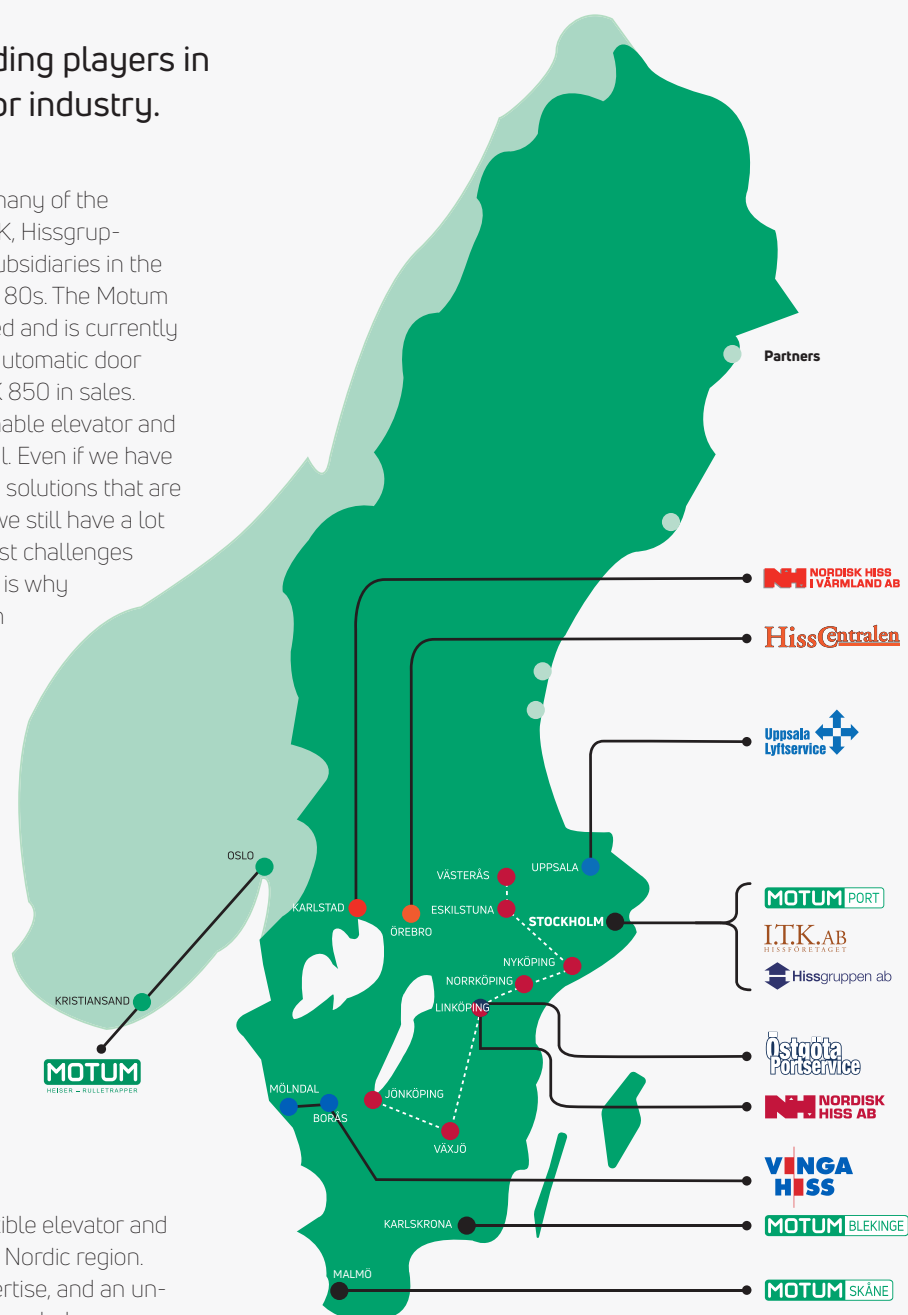 ding players in
or industry.
many of the
K, Hissgrup-
ubsidiaries in the
80s. The Motum
ed and is currently
utomatic door
K 850 in sales.
nable elevator and
l. Even if we have
solutions that are
we still have a lot
st challenges
is why
Partners
NH NORDISK HISS
I VÄRMLAND AB
HissCentralen
Uppsala
Lyftservice
OSLO
VÄSTERÅS
UPPSALA
KARLSTAD
ÖREBRO
ESKILSTUNA
STOCKHOLM
MOTUM PORT
I.T.K.AB
HISSFÖRETAGET
Hissgruppen ab
NYKÖPING
NORRKÖPING
LINKÖPING
KRISTIANSAND
MOTUM
HEISER – RULLETRAPPER
Östgöta
Portservice
MÖLNDAL
BORÅS
JÖNKÖPING
VÄXJÖ
NH NORDISK
HISS AB
VINGA
HISS
KARLSKRONA
MOTUM BLEKINGE
MALMÖ
MOTUM SKÅNE
ible elevator and
Nordic region.
ertise, and an un-